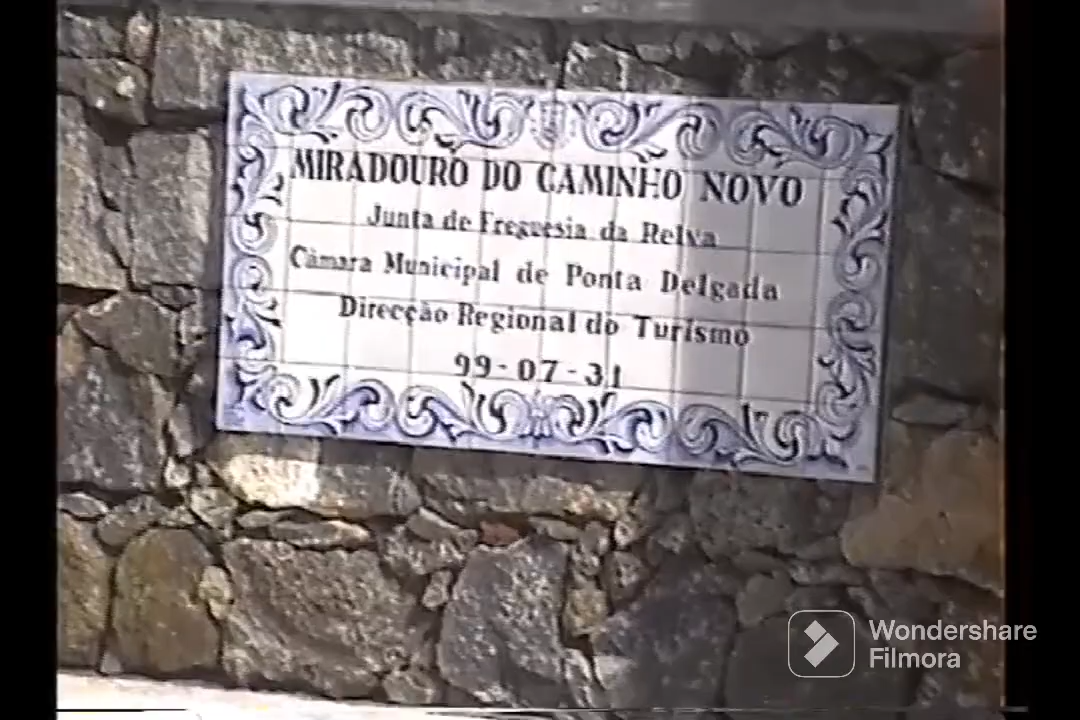 MIRADOURO DO CAMINHO NOVO
Junta de Freguesia da Relva
Câmara Municipal de Ponta Delgada
Direcção Regional do Turismo
99-07-31
Wondershare
Filmora